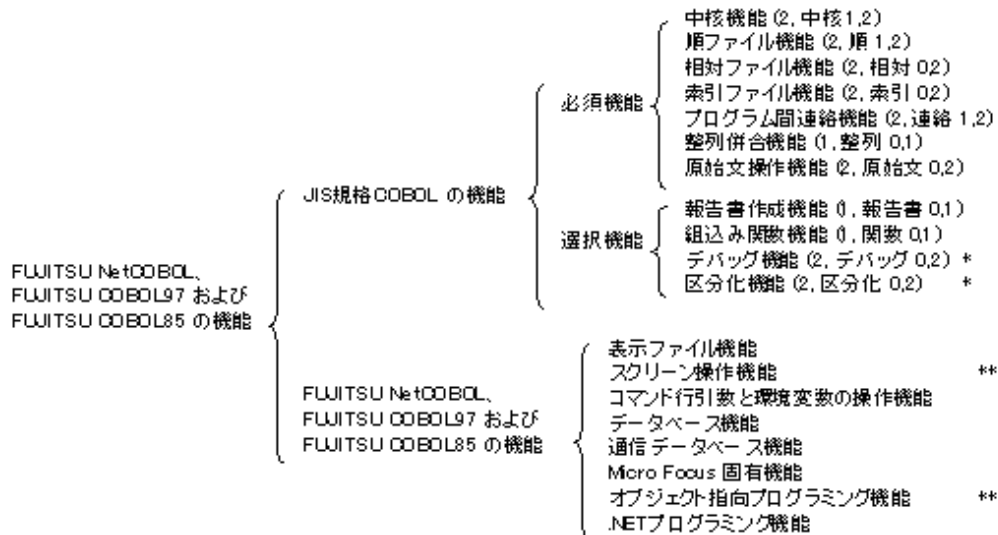 中核機能 (2, 中核 1,2)
順ファイル機能 (2, 順 1,2)
相対ファイル機能 (2, 相対 0,2)
索引ファイル機能 (2, 索引 0,2)
プログラム間連絡機能 (2, 連絡 1,2)
整列併合機能 (1, 整列 0,1)
原始文操作機能 (2, 原始文 0,2)
必須機能
JIS規格COBOL の機能
報告書作成機能 (1, 報告書 0,1)
組込み関数機能 (1, 関数 0,1)
デバッグ機能 (2, デバッグ 0,2) *
区分化機能 (2, 区分化 0,2) *
選択機能
FUJITSU NetCOBOL、
FUJITSU COBOL97 および
FUJITSU COBOL85 の機能
FUJITSU NetCOBOL、
FUJITSU COBOL97 および
FUJITSU COBOL85 の機能
表示ファイル機能
スクリーン操作機能 **
コマンド行引数と環境変数の操作機能
データベース機能
通信データベース機能
Micro Focus 固有機能
オブジェクト指向プログラミング機能 **
.NETプログラミング機能